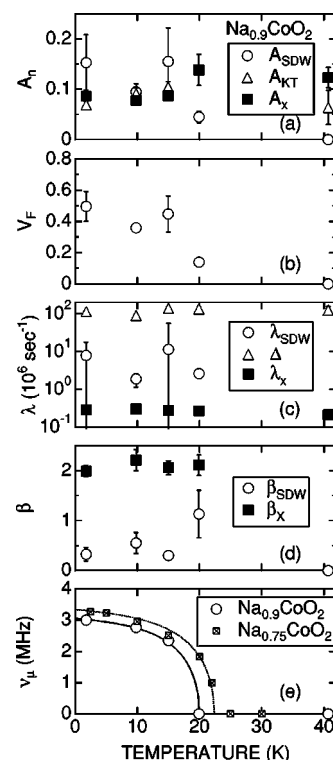 Na0.9CoO2
A_SDW
A_KT
A_x
A_n
0.2
0.1
0.0
(a)
V_F
0.8
0.6
0.4
0.2
0
(b)
λ (10^6 sec^-1)
10^2
10^1
10^0
10^-1
λ_SDW
Δ
λ_x
(c)
β
2
1
0
β_SDW
β_X
(d)
ν_μ (MHz)
4
3
2
1
0
Na0.9CoO2
Na0.75CoO2
(e)
0 10 20 30 40
TEMPERATURE (K)